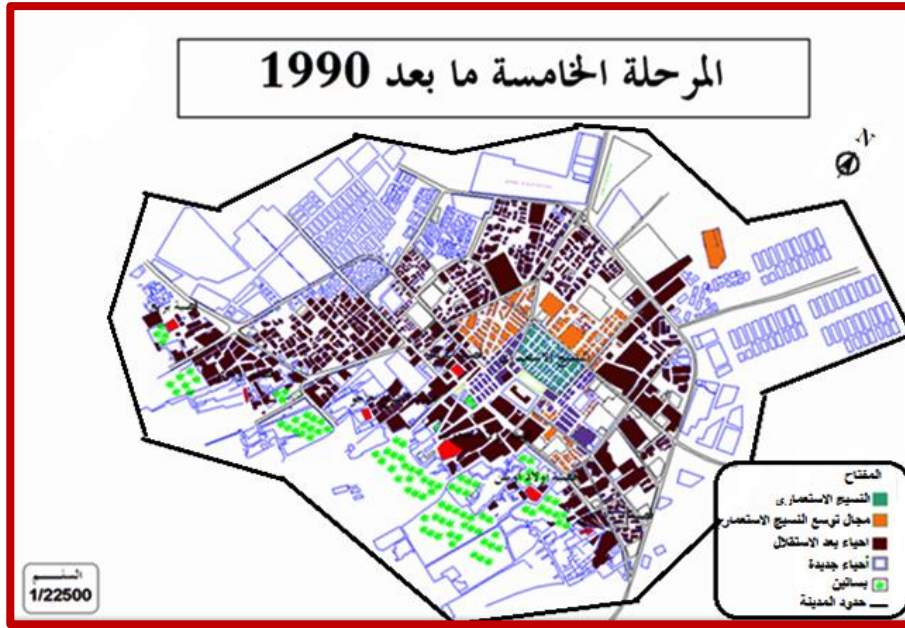 المرحلة الخامسة ما بعد 1990
N
المفتاح
النسيج الاستعماري
مجال توسع النسيج الاستعماري
احياء بعد الاستقلال
أحياء جديدة
بساتين
حدود المدينة
السلم
1/22500